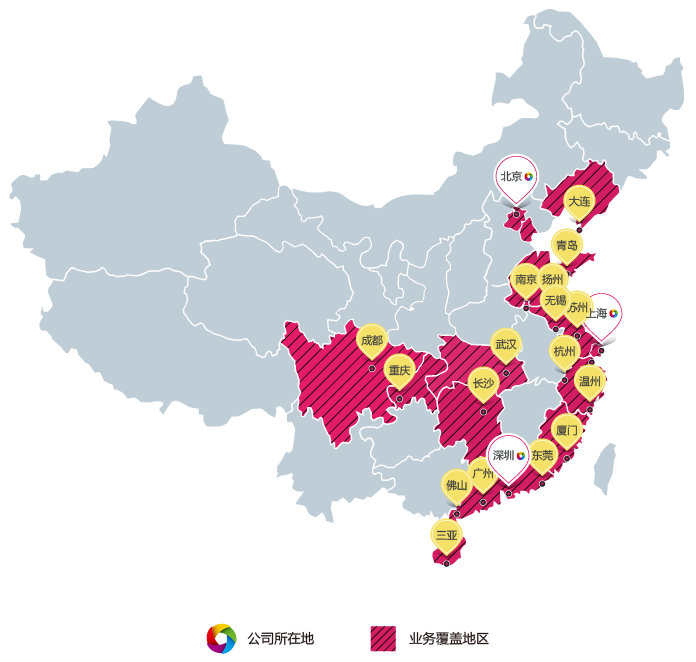 北京
大连
青岛
南京
扬州
无锡
苏州
上海
成都
武汉
杭州
重庆
长沙
温州
厦门
深圳
东莞
广州
佛山
三亚
公司所在地
业务覆盖地区